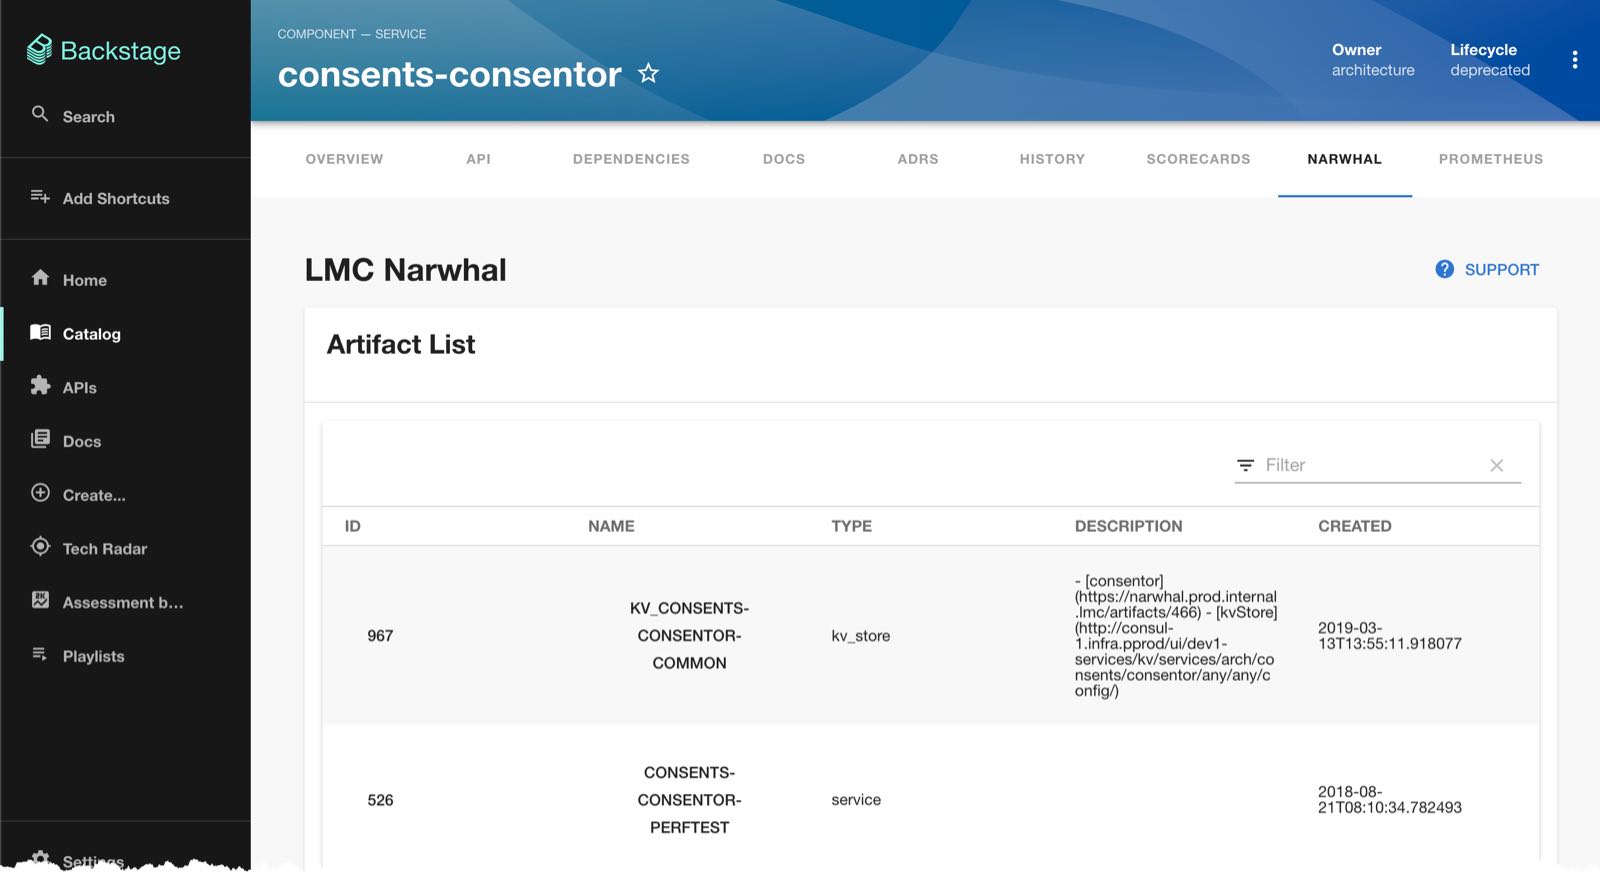 Backstage
Search
Add Shortcuts
Home
Catalog
APIs
Docs
Create...
Tech Radar
Assessment b...
Playlists
Settings
COMPONENT — SERVICE
consents-consentor
Owner
architecture
Lifecycle
deprecated
OVERVIEW
API
DEPENDENCIES
DOCS
ADRS
HISTORY
SCORECARDS
NARWHAL
PROMETHEUS
LMC Narwhal
SUPPORT
Artifact List
Filter
ID
NAME
TYPE
DESCRIPTION
CREATED
967
KV_CONSENTS-
CONSENTOR-
COMMON
kv_store
- [consentor]
(https://narwhal.prod.internal
.lmc/artifacts/466) - [kvStore]
(http://consul-
1.infra.pprod/ui/dev1-
services/kv/services/arch/co
nsents/consentor/any/any/c
onfig/)
2019-03-
13T13:55:11.918077
526
CONSENTS-
CONSENTOR-
PERFTEST
service
2018-08-
21T08:10:34.782493